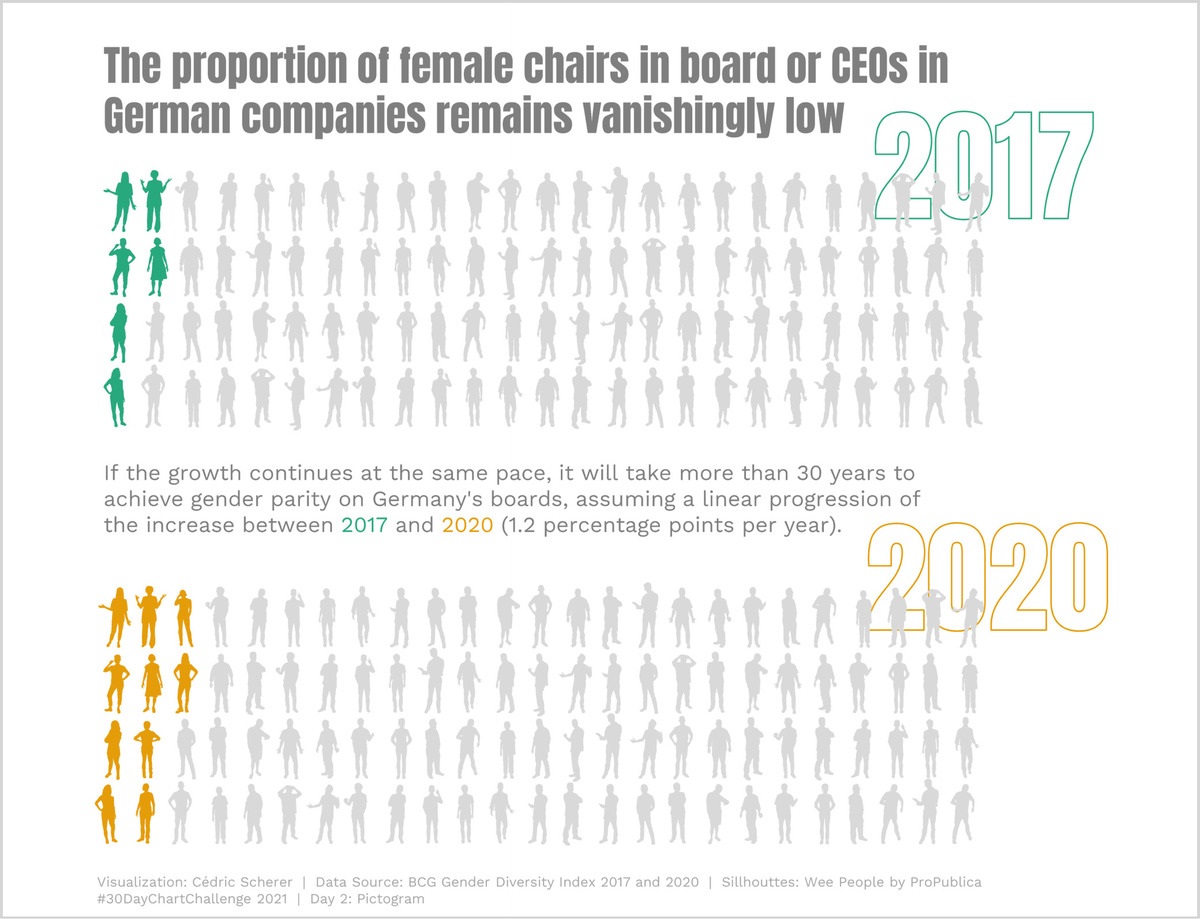 The proportion of female chairs in board or CEOs in
German companies remains vanishingly low
2017
If the growth continues at the same pace, it will take more than 30 years to
achieve gender parity on Germany's boards, assuming a linear progression of
the increase between 2017 and 2020 (1.2 percentage points per year).
2020
Visualization: Cédric Scherer | Data Source: BCG Gender Diversity Index 2017 and 2020 | Sillhouttes: Wee People by ProPublica
#30DayChartChallenge 2021 | Day 2: Pictogram